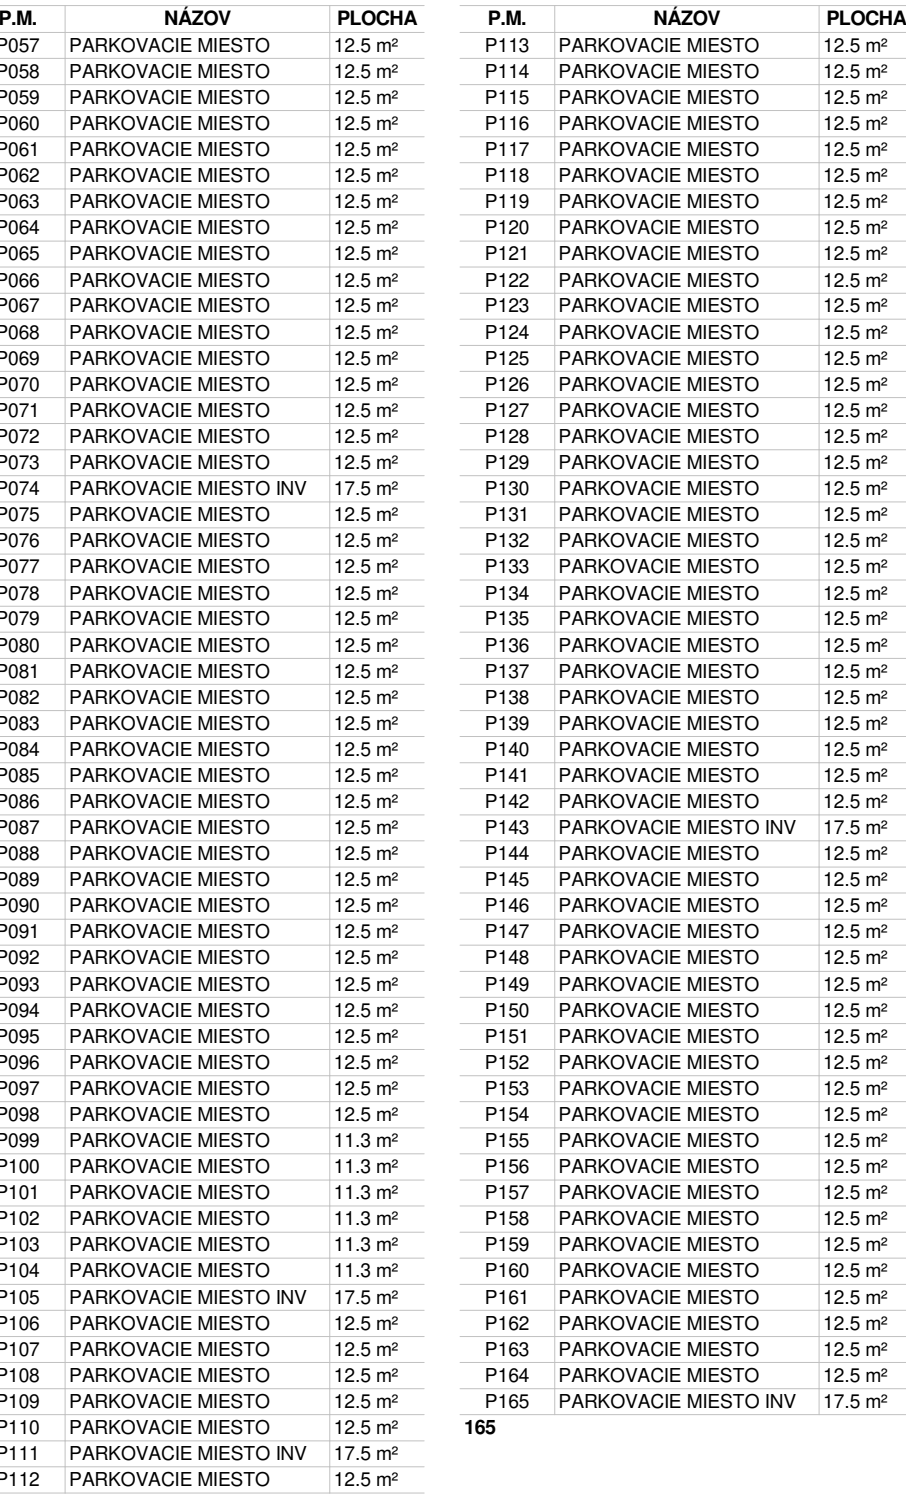 P.M. NÁZOV PLOCHA
P057 PARKOVACIE MIESTO 12.5 m²
P058 PARKOVACIE MIESTO 12.5 m²
P059 PARKOVACIE MIESTO 12.5 m²
P060 PARKOVACIE MIESTO 12.5 m²
P061 PARKOVACIE MIESTO 12.5 m²
P062 PARKOVACIE MIESTO 12.5 m²
P063 PARKOVACIE MIESTO 12.5 m²
P064 PARKOVACIE MIESTO 12.5 m²
P065 PARKOVACIE MIESTO 12.5 m²
P066 PARKOVACIE MIESTO 12.5 m²
P067 PARKOVACIE MIESTO 12.5 m²
P068 PARKOVACIE MIESTO 12.5 m²
P069 PARKOVACIE MIESTO 12.5 m²
P070 PARKOVACIE MIESTO 12.5 m²
P071 PARKOVACIE MIESTO 12.5 m²
P072 PARKOVACIE MIESTO 12.5 m²
P073 PARKOVACIE MIESTO 12.5 m²
P074 PARKOVACIE MIESTO INV 17.5 m²
P075 PARKOVACIE MIESTO 12.5 m²
P076 PARKOVACIE MIESTO 12.5 m²
P077 PARKOVACIE MIESTO 12.5 m²
P078 PARKOVACIE MIESTO 12.5 m²
P079 PARKOVACIE MIESTO 12.5 m²
P080 PARKOVACIE MIESTO 12.5 m²
P081 PARKOVACIE MIESTO 12.5 m²
P082 PARKOVACIE MIESTO 12.5 m²
P083 PARKOVACIE MIESTO 12.5 m²
P084 PARKOVACIE MIESTO 12.5 m²
P085 PARKOVACIE MIESTO 12.5 m²
P086 PARKOVACIE MIESTO 12.5 m²
P087 PARKOVACIE MIESTO 12.5 m²
P088 PARKOVACIE MIESTO 12.5 m²
P089 PARKOVACIE MIESTO 12.5 m²
P090 PARKOVACIE MIESTO 12.5 m²
P091 PARKOVACIE MIESTO 12.5 m²
P092 PARKOVACIE MIESTO 12.5 m²
P093 PARKOVACIE MIESTO 12.5 m²
P094 PARKOVACIE MIESTO 12.5 m²
P095 PARKOVACIE MIESTO 12.5 m²
P096 PARKOVACIE MIESTO 12.5 m²
P097 PARKOVACIE MIESTO 12.5 m²
P098 PARKOVACIE MIESTO 12.5 m²
P099 PARKOVACIE MIESTO 11.3 m²
P100 PARKOVACIE MIESTO 11.3 m²
P101 PARKOVACIE MIESTO 11.3 m²
P102 PARKOVACIE MIESTO 11.3 m²
P103 PARKOVACIE MIESTO 11.3 m²
P104 PARKOVACIE MIESTO 11.3 m²
P105 PARKOVACIE MIESTO INV 17.5 m²
P106 PARKOVACIE MIESTO 12.5 m²
P107 PARKOVACIE MIESTO 12.5 m²
P108 PARKOVACIE MIESTO 12.5 m²
P109 PARKOVACIE MIESTO 12.5 m²
P110 PARKOVACIE MIESTO 12.5 m²
P111 PARKOVACIE MIESTO INV 17.5 m²
P112 PARKOVACIE MIESTO 12.5 m²
P.M. NÁZOV PLOCHA
P113 PARKOVACIE MIESTO 12.5 m²
P114 PARKOVACIE MIESTO 12.5 m²
P115 PARKOVACIE MIESTO 12.5 m²
P116 PARKOVACIE MIESTO 12.5 m²
P117 PARKOVACIE MIESTO 12.5 m²
P118 PARKOVACIE MIESTO 12.5 m²
P119 PARKOVACIE MIESTO 12.5 m²
P120 PARKOVACIE MIESTO 12.5 m²
P121 PARKOVACIE MIESTO 12.5 m²
P122 PARKOVACIE MIESTO 12.5 m²
P123 PARKOVACIE MIESTO 12.5 m²
P124 PARKOVACIE MIESTO 12.5 m²
P125 PARKOVACIE MIESTO 12.5 m²
P126 PARKOVACIE MIESTO 12.5 m²
P127 PARKOVACIE MIESTO 12.5 m²
P128 PARKOVACIE MIESTO 12.5 m²
P129 PARKOVACIE MIESTO 12.5 m²
P130 PARKOVACIE MIESTO 12.5 m²
P131 PARKOVACIE MIESTO 12.5 m²
P132 PARKOVACIE MIESTO 12.5 m²
P133 PARKOVACIE MIESTO 12.5 m²
P134 PARKOVACIE MIESTO 12.5 m²
P135 PARKOVACIE MIESTO 12.5 m²
P136 PARKOVACIE MIESTO 12.5 m²
P137 PARKOVACIE MIESTO 12.5 m²
P138 PARKOVACIE MIESTO 12.5 m²
P139 PARKOVACIE MIESTO 12.5 m²
P140 PARKOVACIE MIESTO 12.5 m²
P141 PARKOVACIE MIESTO 12.5 m²
P142 PARKOVACIE MIESTO 12.5 m²
P143 PARKOVACIE MIESTO INV 17.5 m²
P144 PARKOVACIE MIESTO 12.5 m²
P145 PARKOVACIE MIESTO 12.5 m²
P146 PARKOVACIE MIESTO 12.5 m²
P147 PARKOVACIE MIESTO 12.5 m²
P148 PARKOVACIE MIESTO 12.5 m²
P149 PARKOVACIE MIESTO 12.5 m²
P150 PARKOVACIE MIESTO 12.5 m²
P151 PARKOVACIE MIESTO 12.5 m²
P152 PARKOVACIE MIESTO 12.5 m²
P153 PARKOVACIE MIESTO 12.5 m²
P154 PARKOVACIE MIESTO 12.5 m²
P155 PARKOVACIE MIESTO 12.5 m²
P156 PARKOVACIE MIESTO 12.5 m²
P157 PARKOVACIE MIESTO 12.5 m²
P158 PARKOVACIE MIESTO 12.5 m²
P159 PARKOVACIE MIESTO 12.5 m²
P160 PARKOVACIE MIESTO 12.5 m²
P161 PARKOVACIE MIESTO 12.5 m²
P162 PARKOVACIE MIESTO 12.5 m²
P163 PARKOVACIE MIESTO 12.5 m²
P164 PARKOVACIE MIESTO 12.5 m²
P165 PARKOVACIE MIESTO INV 17.5 m²
165